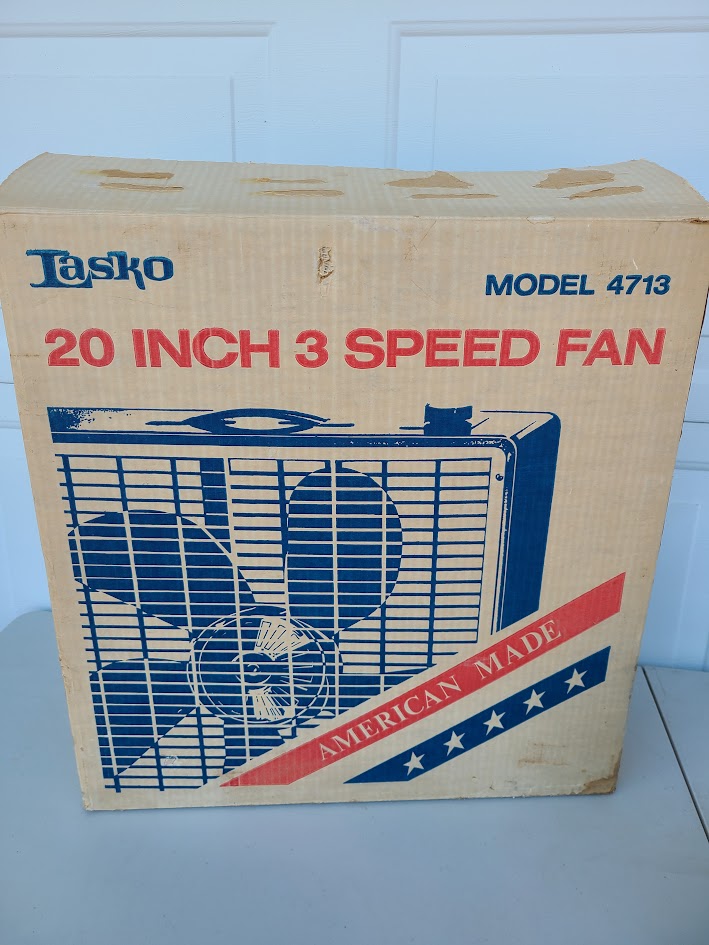 Lasko
MODEL 4713
20 INCH 3 SPEED FAN
AMERICAN MADE